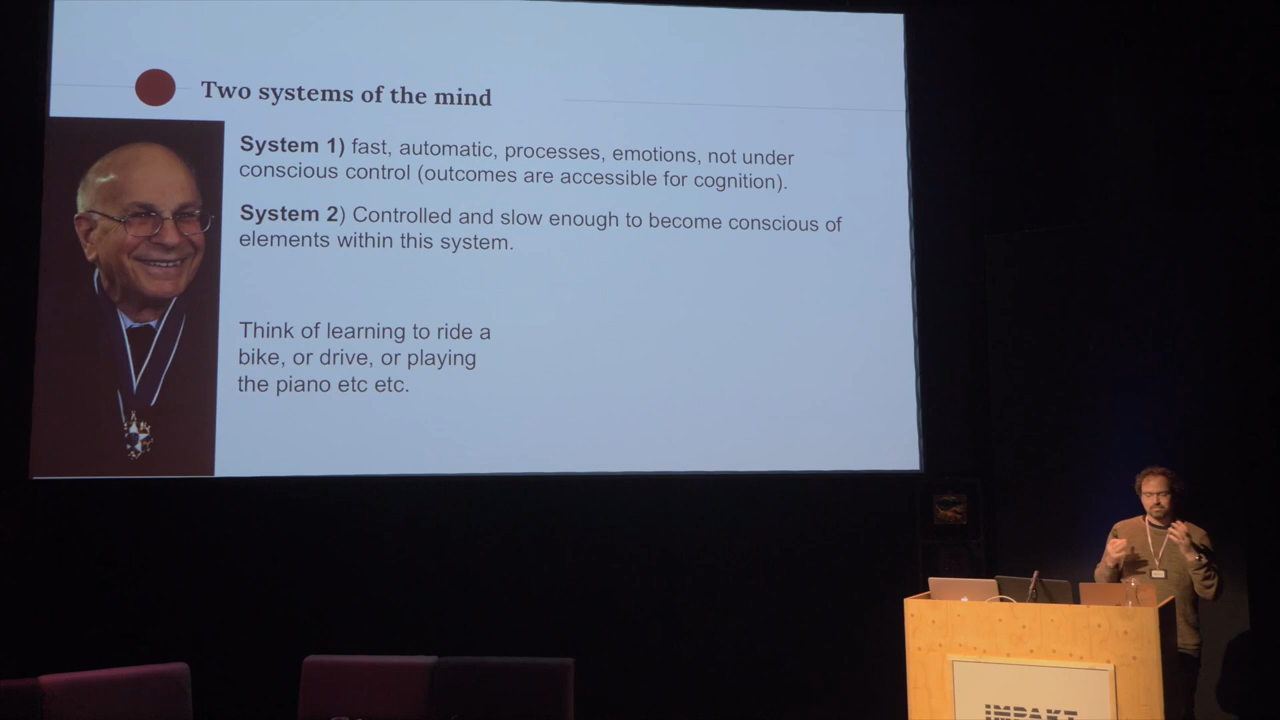 Two systems of the mind
System 1) fast, automatic, processes, emotions, not under
conscious control (outcomes are accessible for cognition).
System 2) Controlled and slow enough to become conscious of
elements within this system.
Think of learning to ride a
bike, or drive, or playing
the piano etc etc.
IMPAKT